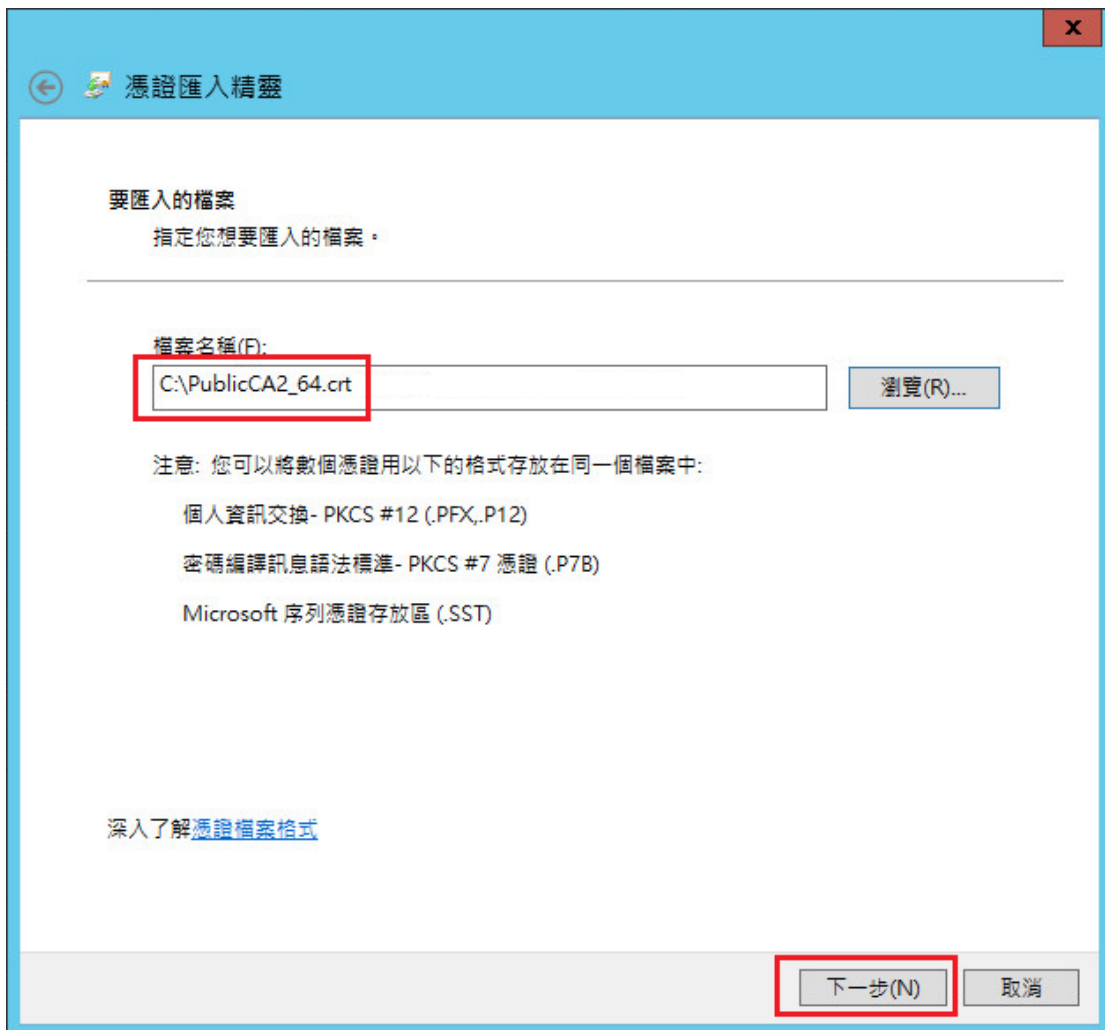 x
憑證匯入精靈
要匯入的檔案
指定您想要匯入的檔案。
檔案名稱(F):
C:\PublicCA2_64.crt
瀏覽(R)...
注意: 您可以將數個憑證用以下的格式存放在同一個檔案中:
個人資訊交換- PKCS #12 (.PFX,.P12)
密碼編譯訊息語法標準- PKCS #7 憑證 (.P7B)
Microsoft 序列憑證存放區 (.SST)
深入了解憑證檔案格式
下一步(N)
取消